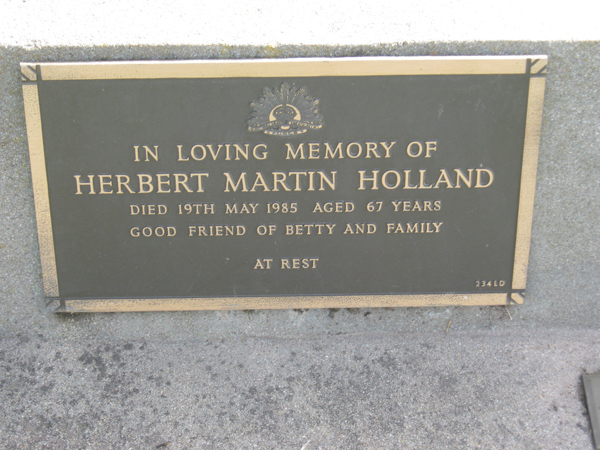 IN LOVING MEMORY OF
HERBERT MARTIN HOLLAND
DIED 19TH MAY 1985 AGED 67 YEARS
GOOD FRIEND OF BETTY AND FAMILY
AT REST
234LD